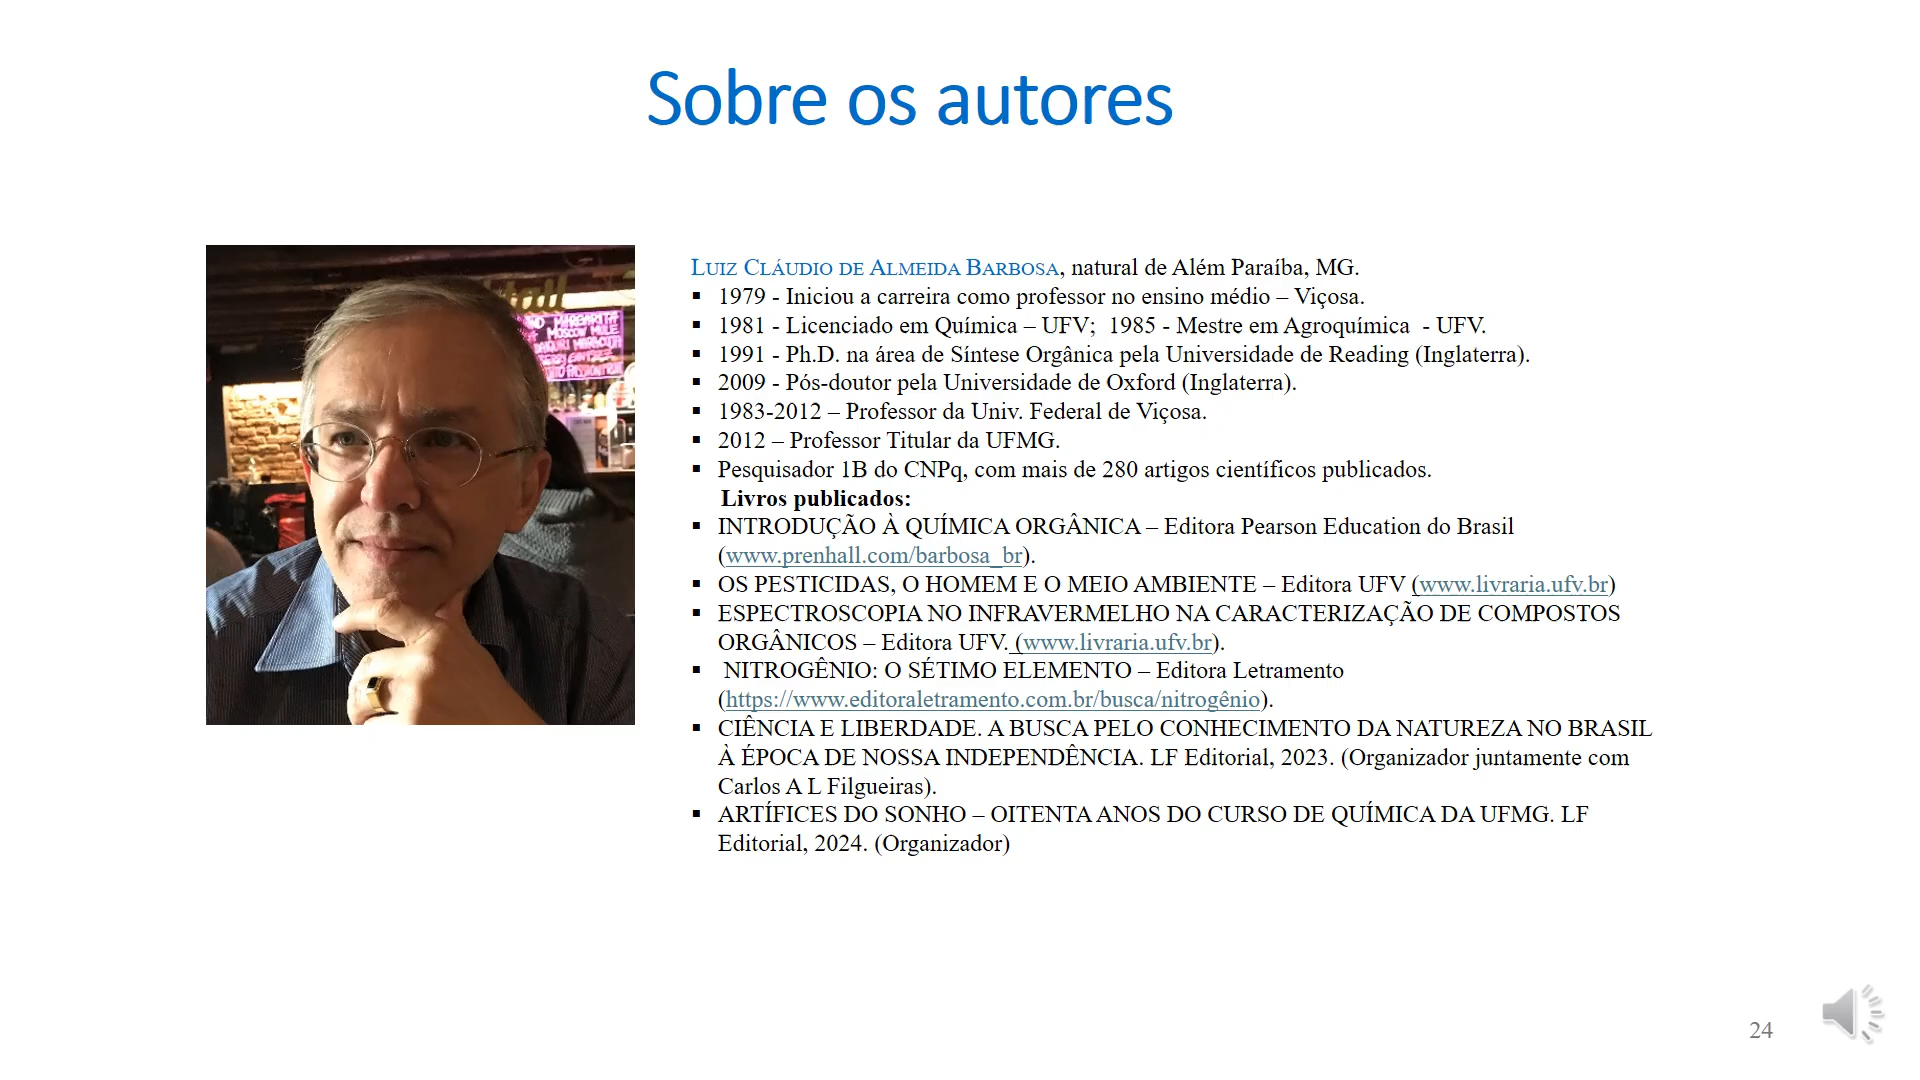 Sobre os autores
LUIZ CLÁUDIO DE ALMEIDA BARBOSA, natural de Além Paraíba, MG.
▪ 1979 - Iniciou a carreira como professor no ensino médio – Viçosa.
▪ 1981 - Licenciado em Química – UFV; 1985 - Mestre em Agroquímica - UFV.
▪ 1991 - Ph.D. na área de Síntese Orgânica pela Universidade de Reading (Inglaterra).
▪ 2009 - Pós-doutor pela Universidade de Oxford (Inglaterra).
▪ 1983-2012 – Professor da Univ. Federal de Viçosa.
▪ 2012 – Professor Titular da UFMG.
▪ Pesquisador 1B do CNPq, com mais de 280 artigos científicos publicados.
Livros publicados:
▪ INTRODUÇÃO À QUÍMICA ORGÂNICA – Editora Pearson Education do Brasil
(www.prenhall.com/barbosa_br).
▪ OS PESTICIDAS, O HOMEM E O MEIO AMBIENTE – Editora UFV (www.livraria.ufv.br)
▪ ESPECTROSCOPIA NO INFRAVERMELHO NA CARACTERIZAÇÃO DE COMPOSTOS
ORGÂNICOS – Editora UFV. (www.livraria.ufv.br).
▪ NITROGÊNIO: O SÉTIMO ELEMENTO – Editora Letramento
(https://www.editoraletramento.com.br/busca/nitrogênio).
▪ CIÊNCIA E LIBERDADE. A BUSCA PELO CONHECIMENTO DA NATUREZA NO BRASIL
À ÉPOCA DE NOSSA INDEPENDÊNCIA. LF Editorial, 2023. (Organizador juntamente com
Carlos A L Filgueiras).
▪ ARTÍFICES DO SONHO – OITENTA ANOS DO CURSO DE QUÍMICA DA UFMG. LF
Editorial, 2024. (Organizador)
MARGARITA
MOSCOW MULE
24